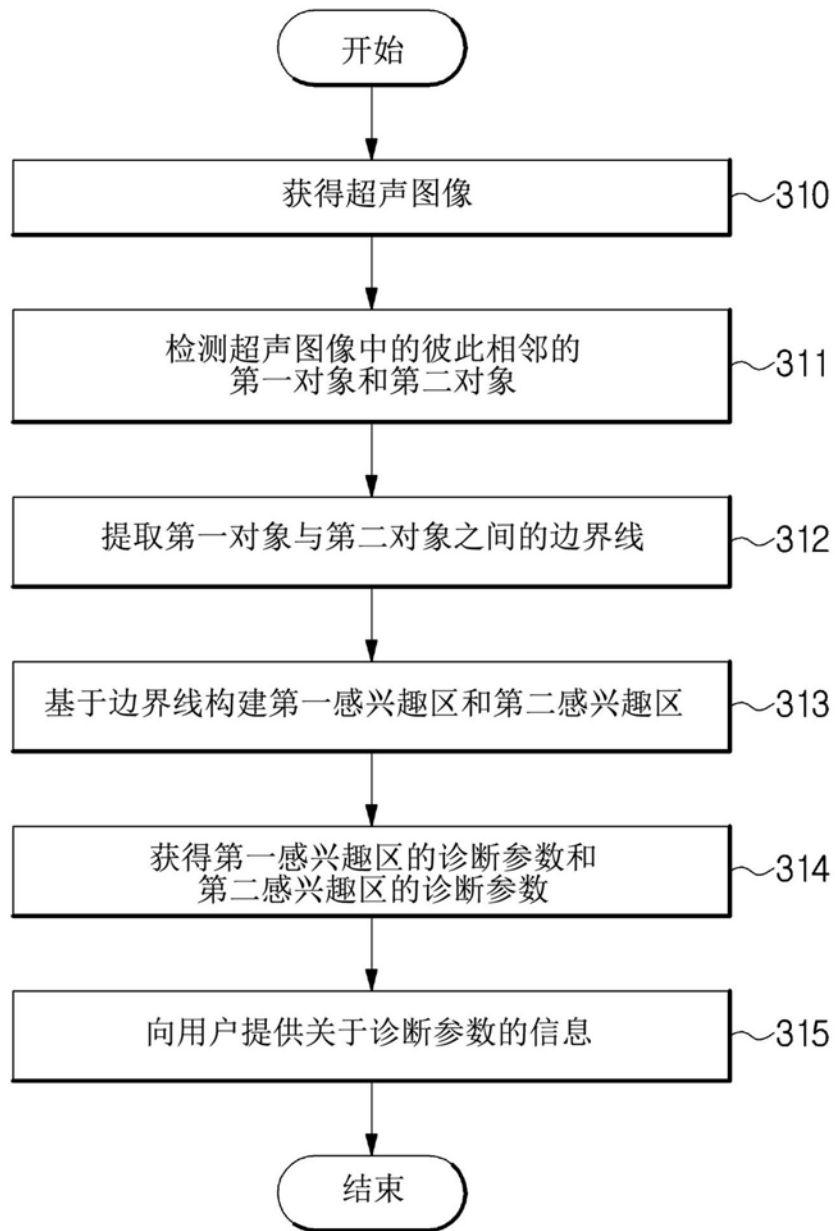 开始
获得超声图像
310
检测超声图像中的彼此相邻的
第一对象和第二对象
311
提取第一对象与第二对象之间的边界线
312
基于边界线构建第一感兴趣区和第二感兴趣区
313
获得第一感兴趣区的诊断参数和
第二感兴趣区的诊断参数
314
向用户提供关于诊断参数的信息
315
结束